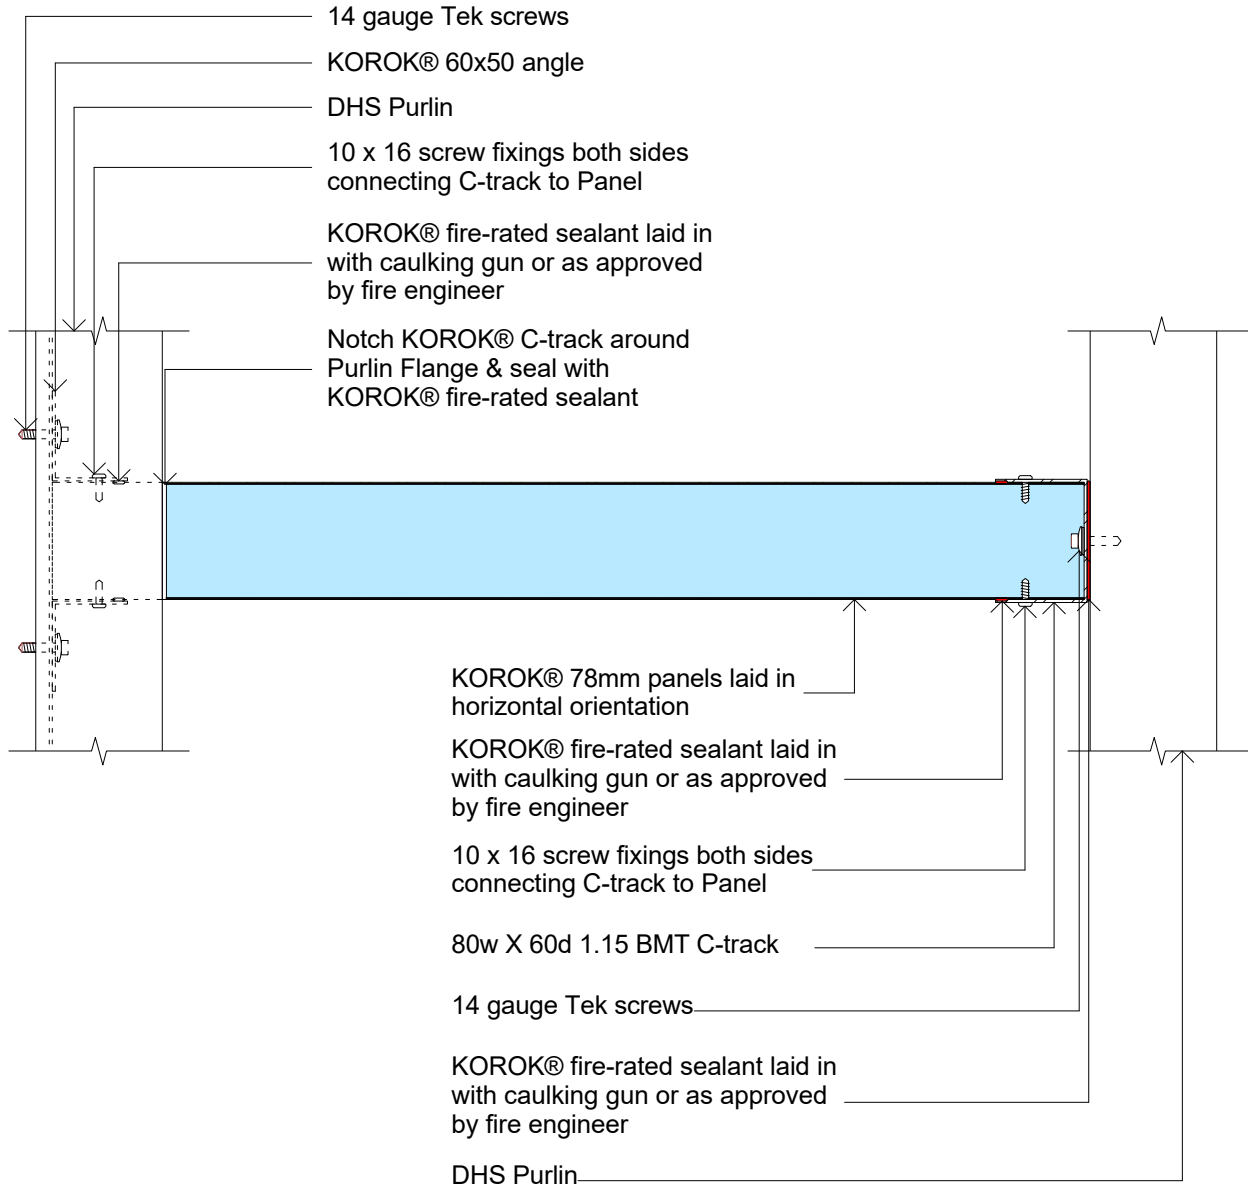 14 gauge Tek screws
KOROK® 60x50 angle
DHS Purlin
10 x 16 screw fixings both sides
connecting C-track to Panel
KOROK® fire-rated sealant laid in
with caulking gun or as approved
by fire engineer
Notch KOROK® C-track around
Purlin Flange & seal with
KOROK® fire-rated sealant
KOROK® 78mm panels laid in
horizontal orientation
KOROK® fire-rated sealant laid in
with caulking gun or as approved
by fire engineer
10 x 16 screw fixings both sides
connecting C-track to Panel
80w X 60d 1.15 BMT C-track
14 gauge Tek screws
KOROK® fire-rated sealant laid in
with caulking gun or as approved
by fire engineer
DHS Purlin